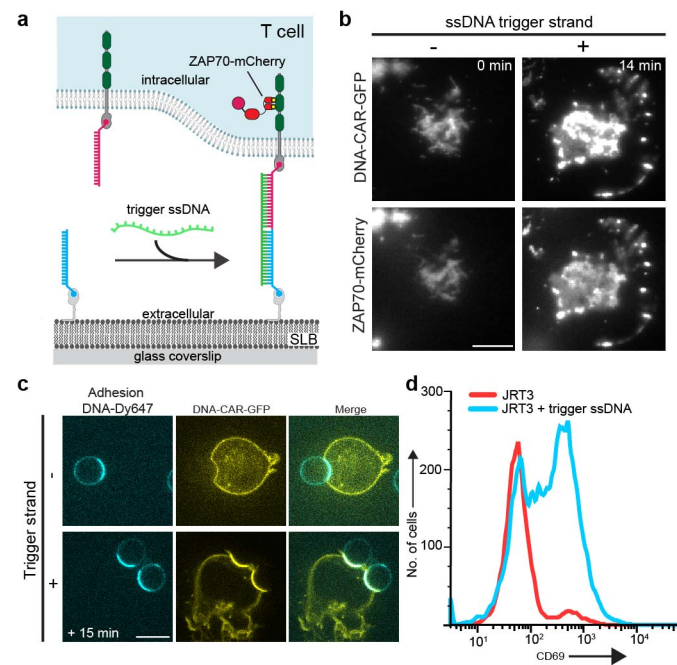 a
T cell
ZAP70-mCherry
intracellular
trigger ssDNA
extracellular
SLB
glass coverslip
b
ssDNA trigger strand
- +
0 min 14 min
DNA-CAR-GFP
ZAP70-mCherry
c
Adhesion
DNA-Dy647 DNA-CAR-GFP Merge
Trigger strand
-
+
+ 15 min
d
JRT3
JRT3 + trigger ssDNA
No. of cells
300
200
100
10¹ 10² 10³ 10⁴
CD69